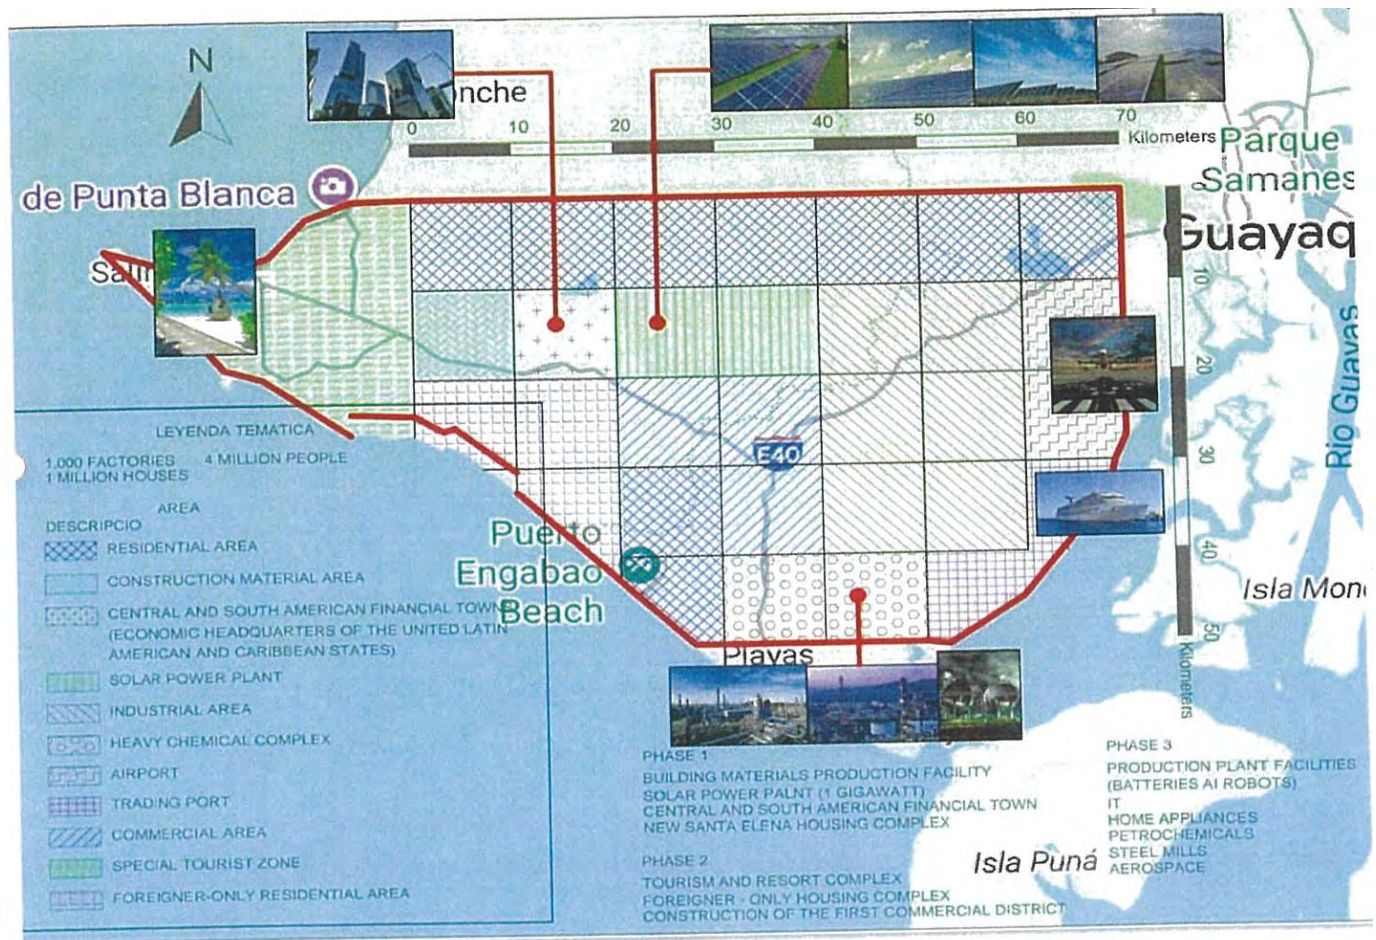 N
onche
0 10 20 30 40 50 60 70
Kilometers
Parque
Samanes
de Punta Blanca
Guayaq
Salin
10
20
30
40
50
Kilometers
Rio Guayas
E40
LEYENDA TEMATICA
1.000 FACTORIES 4 MILLION PEOPLE
1 MILLION HOUSES
AREA
DESCRIPCIO
RESIDENTIAL AREA
CONSTRUCTION MATERIAL AREA
CENTRAL AND SOUTH AMERICAN FINANCIAL TOWN
(ECONOMIC HEADQUARTERS OF THE UNITED LATIN
AMERICAN AND CARIBBEAN STATES)
SOLAR POWER PLANT
INDUSTRIAL AREA
HEAVY CHEMICAL COMPLEX
AIRPORT
TRADING PORT
COMMERCIAL AREA
SPECIAL TOURIST ZONE
FOREIGNER-ONLY RESIDENTIAL AREA
Puerto
Engabao
Beach
Isla Mon
Playas
PHASE 1
BUILDING MATERIALS PRODUCTION FACILITY
SOLAR POWER PALNT (1 GIGAWATT)
CENTRAL AND SOUTH AMERICAN FINANCIAL TOWN
NEW SANTA ELENA HOUSING COMPLEX
PHASE 2
TOURISM AND RESORT COMPLEX
FOREIGNER - ONLY HOUSING COMPLEX
CONSTRUCTION OF THE FIRST COMMERCIAL DISTRICT
PHASE 3
PRODUCTION PLANT FACILITIES
(BATTERIES AI ROBOTS)
IT
HOME APPLIANCES
PETROCHEMICALS
STEEL MILLS
AEROSPACE
Isla Puná